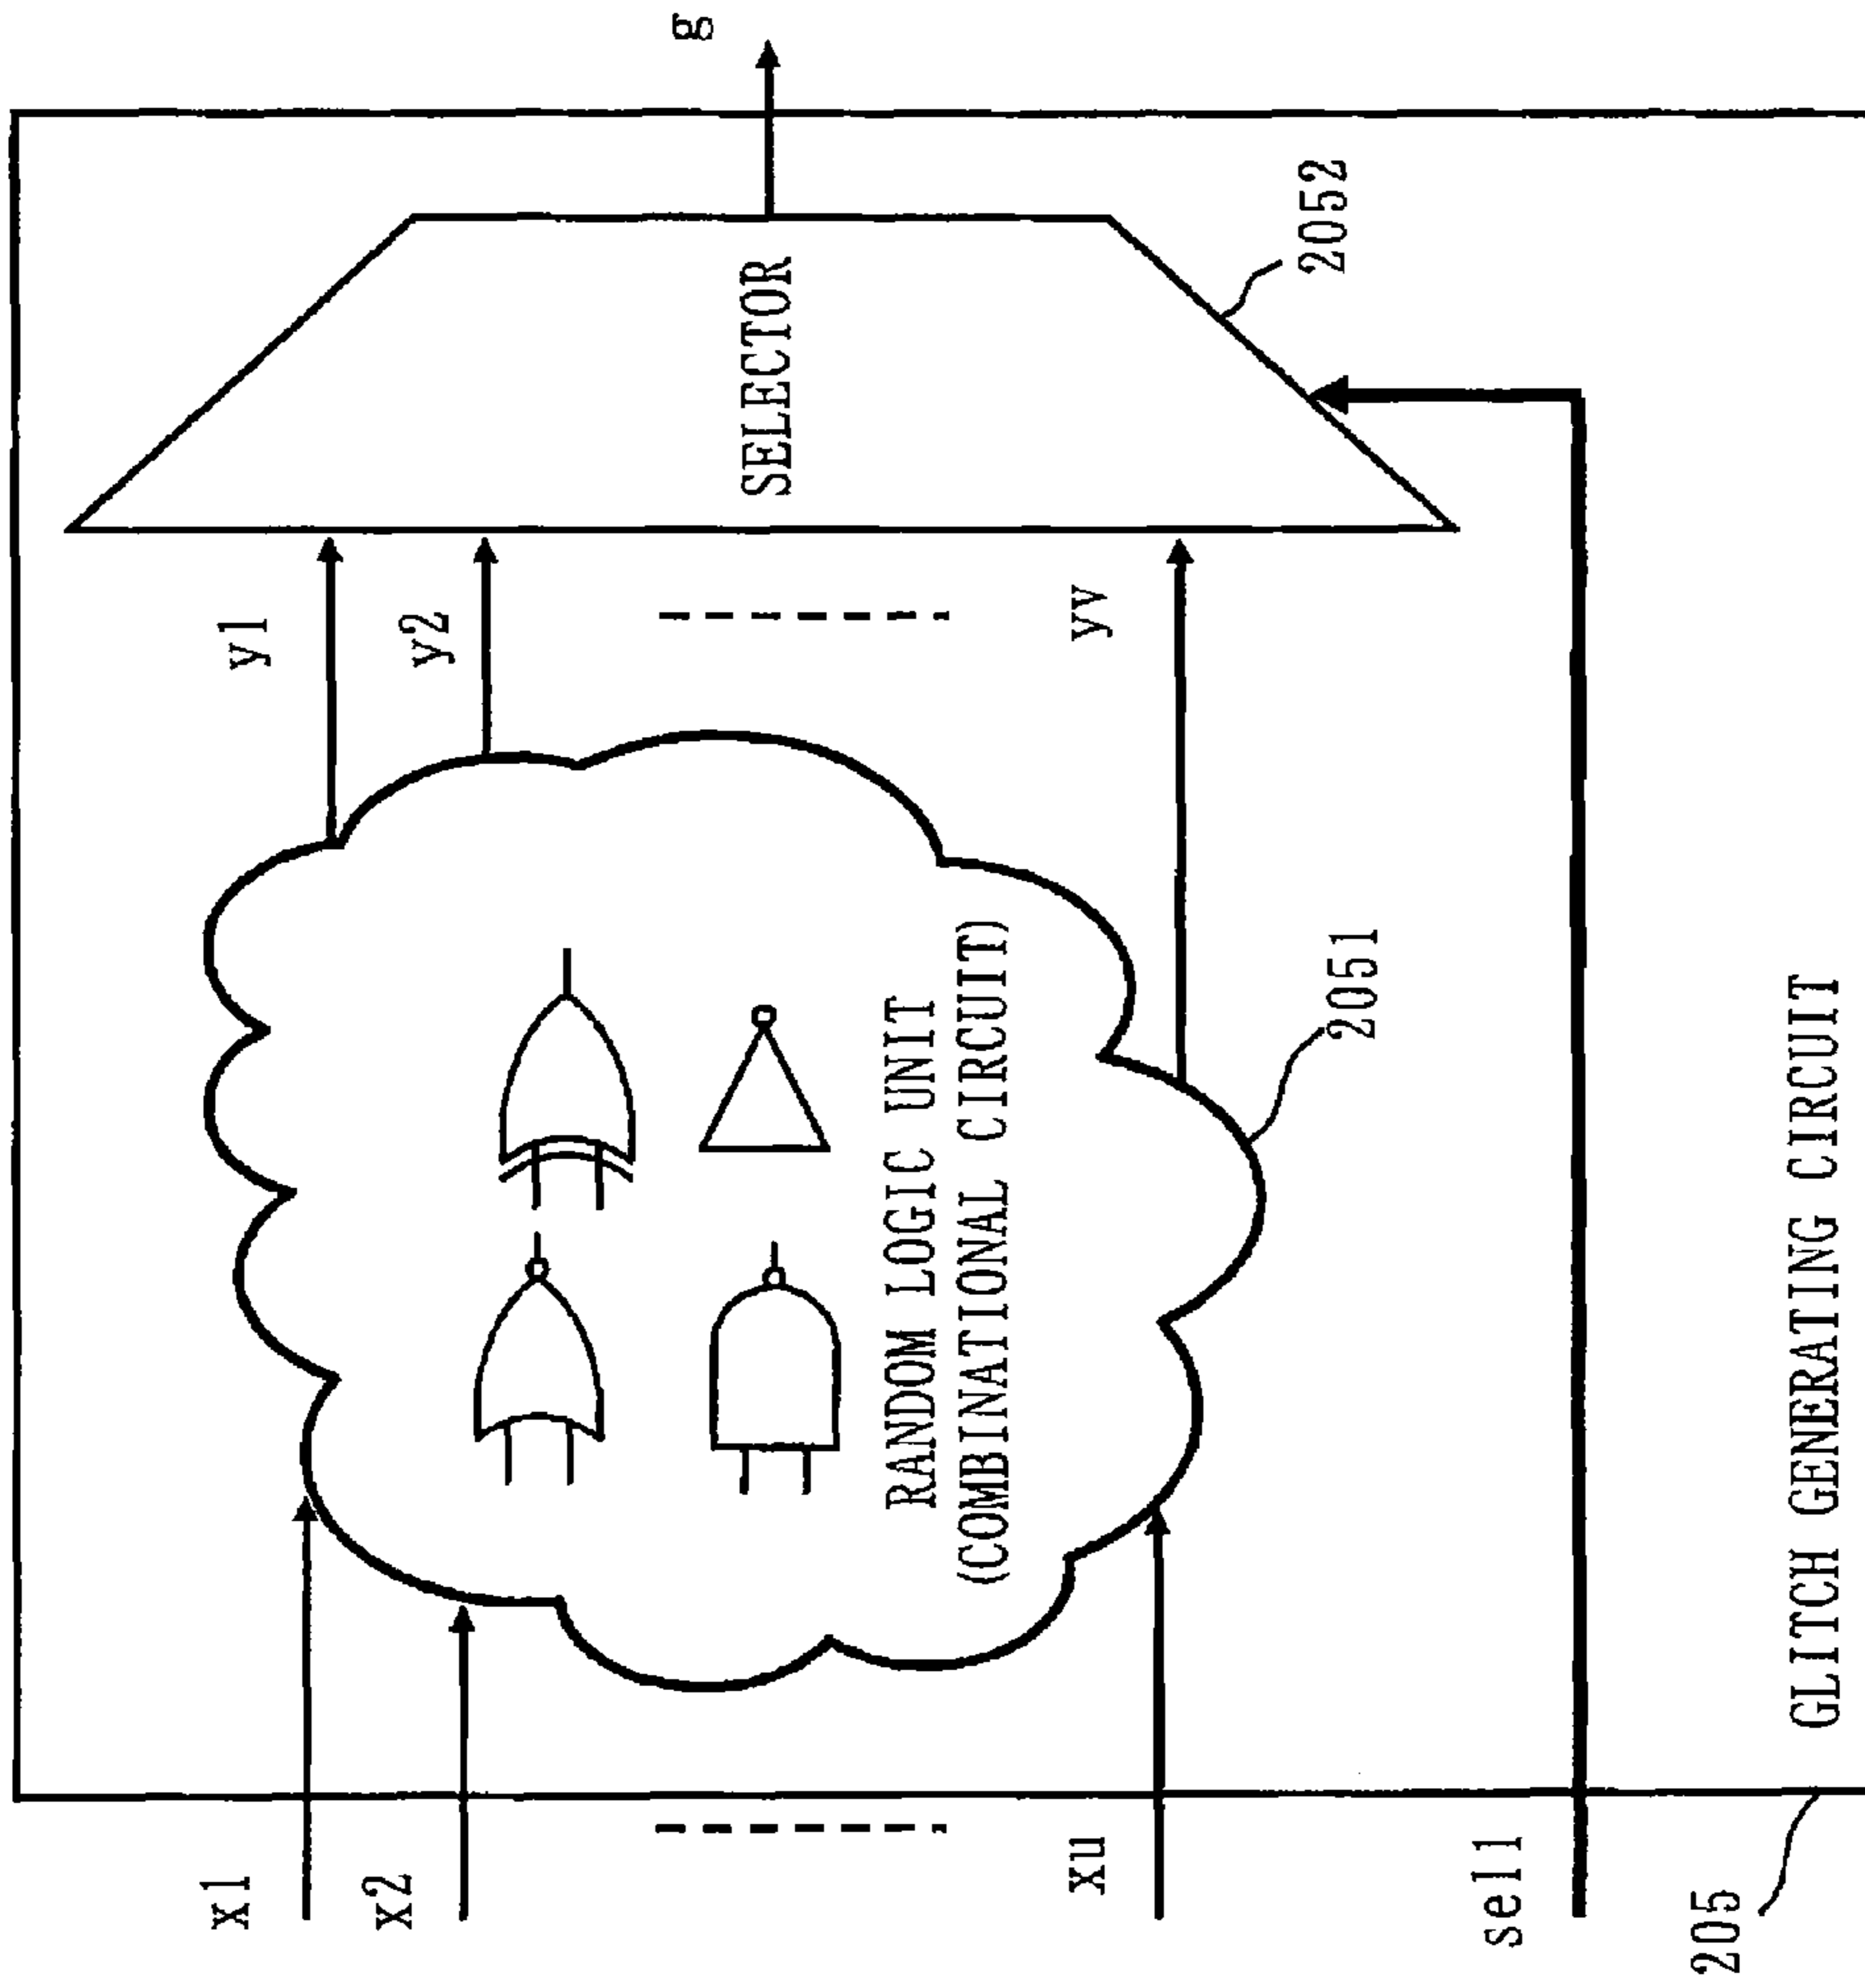 x1
x2
xu
sel1
205
RANDOM LOGIC UNIT
(COMBINATIONAL CIRCUIT)
2051
y1
y2
yv
SELECTOR
2052
g
GLITCH GENERATING CIRCUIT